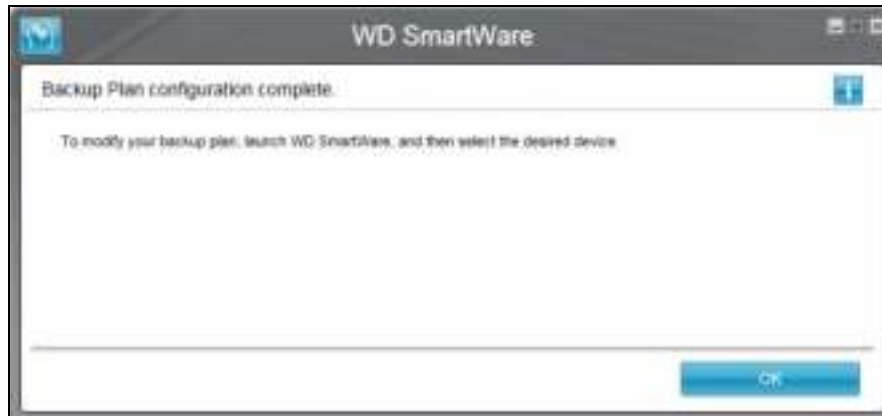 WD SmartWare
Backup Plan configuration complete.
To modify your backup plan, launch WD SmartWare, and then select the desired device.
OK